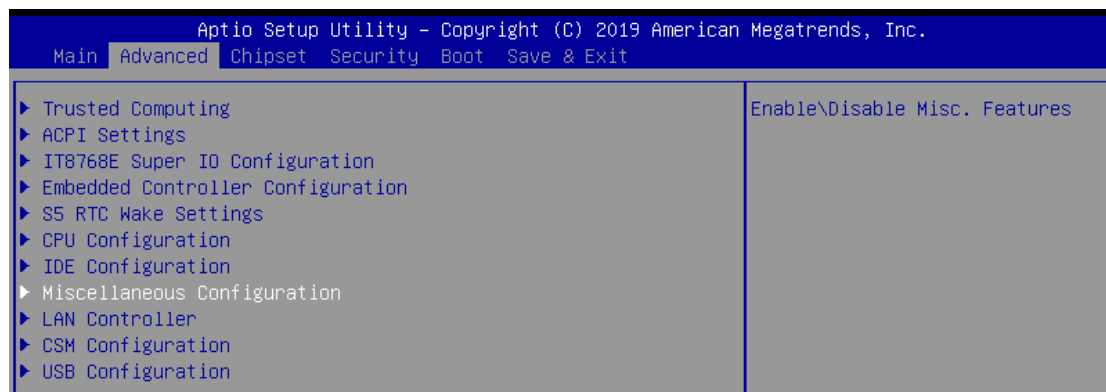 Aptio Setup Utility – Copyright (C) 2019 American Megatrends, Inc.
Main Advanced Chipset Security Boot Save & Exit
Trusted Computing
ACPI Settings
IT8768E Super IO Configuration
Embedded Controller Configuration
S5 RTC Wake Settings
CPU Configuration
IDE Configuration
Miscellaneous Configuration
LAN Controller
CSM Configuration
USB Configuration
Enable\Disable Misc. Features